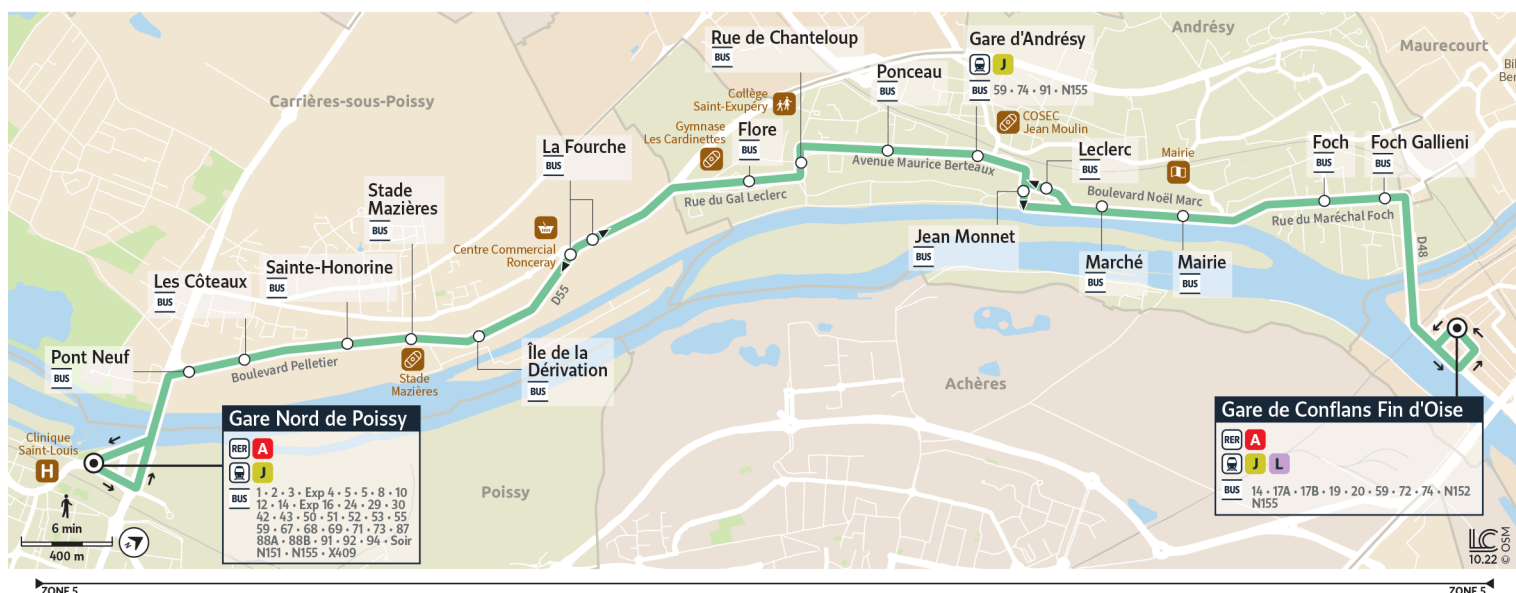 Andrésy
Maurecourt
Carrières-sous-Poissy
Rue de Chanteloup
BUS
Gare d'Andrésy
J
BUS 59 • 74 • 91 • N155
Ponceau
BUS
Collège
Saint-Exupéry
Gymnase
Les Cardinettes
Flore
BUS
COSEC
Jean Moulin
Leclerc
BUS
Mairie
Foch
BUS
Foch Gallieni
BUS
La Fourche
BUS
Stade
Mazières
BUS
Avenue Maurice Berteaux
Rue du Gal Leclerc
Boulevard Noël Marc
Rue du Maréchal Foch
D48
Centre Commercial
Ronceray
Jean Monnet
BUS
Marché
BUS
Mairie
BUS
Les Côteaux
BUS
Sainte-Honorine
BUS
D55
Pont Neuf
BUS
Boulevard Pelletier
Stade
Mazières
Île de la
Dérivation
BUS
Achères
Poissy
Clinique
Saint-Louis
H
Gare Nord de Poissy
RER A
J
BUS 1 • 2 • 3 • Exp 4 • 5 • 5 • 8 • 10
12 • 14 • Exp 16 • 24 • 29 • 30
42 • 43 • 50 • 51 • 52 • 53 • 55
59 • 67 • 68 • 69 • 71 • 73 • 87
88A • 88B • 91 • 92 • 94 • Soir
N151 • N155 • X409
Gare de Conflans Fin d'Oise
RER A
J L
BUS 14 • 17A • 17B • 19 • 20 • 59 • 72 • 74 • N152
N155
6 min
400 m
N
LC
10.22 © OSM
ZONE 5
ZONE 5